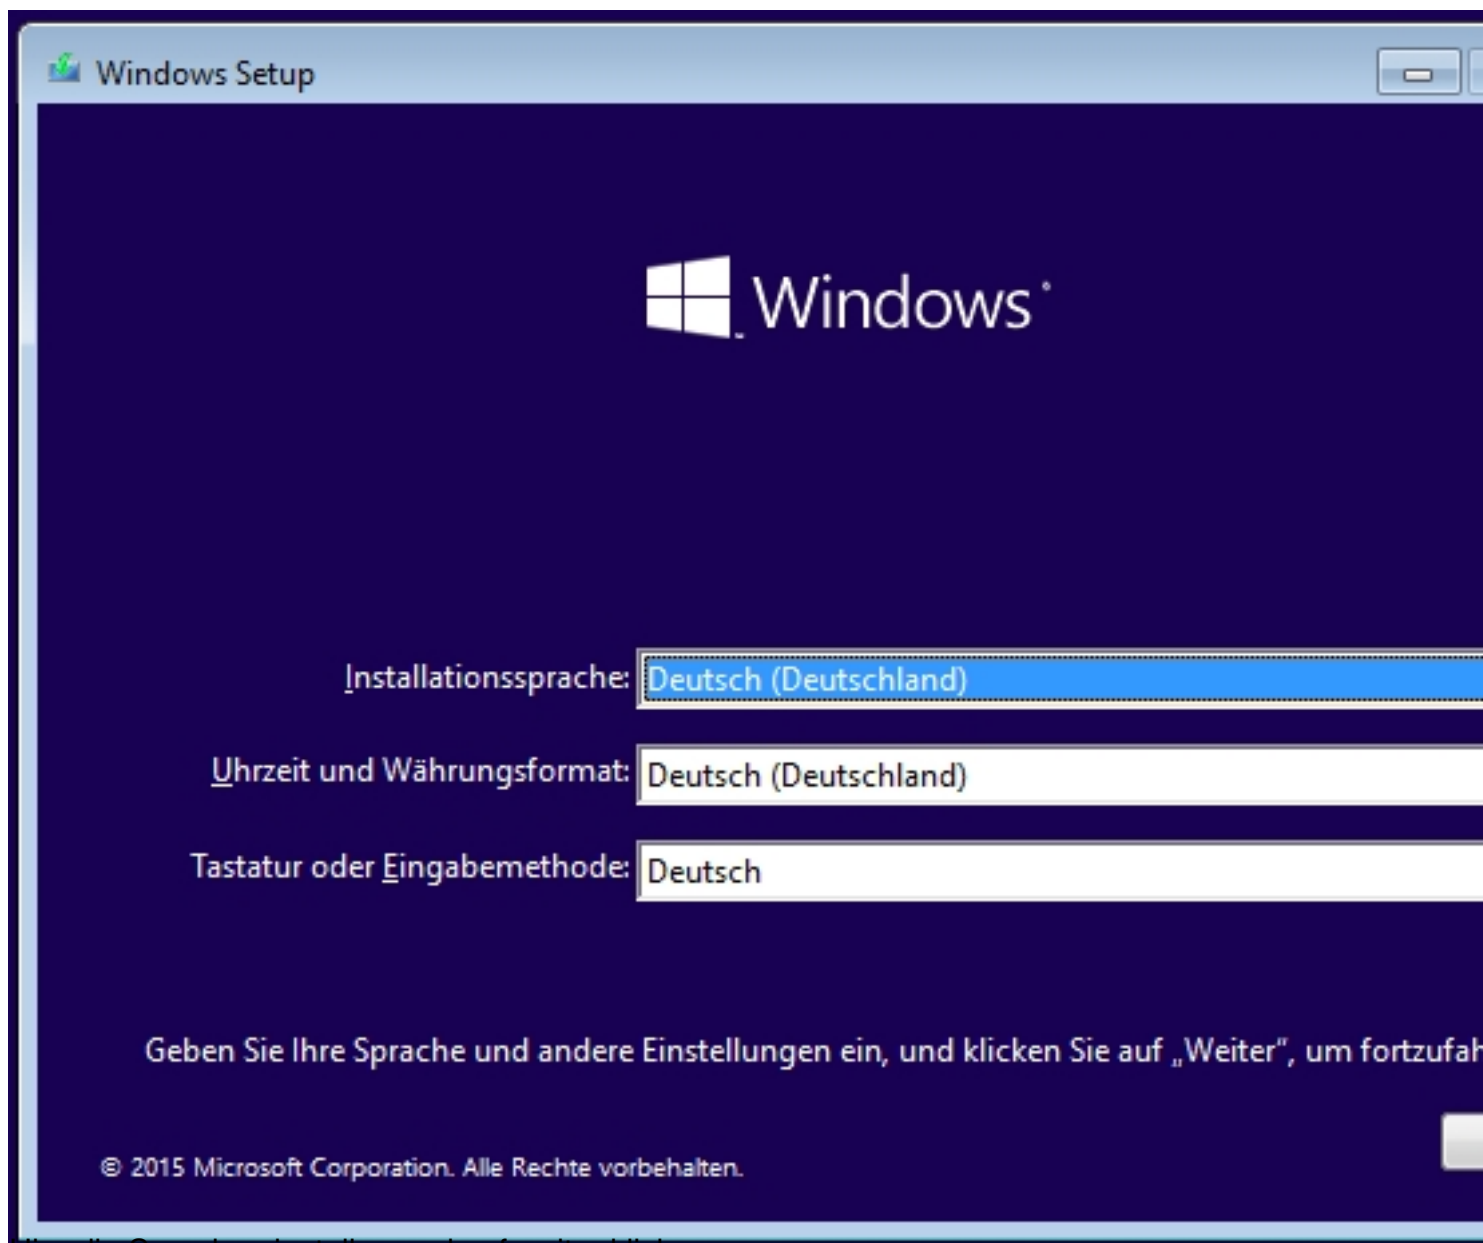 Windows Setup
Windows
Installationssprache: Deutsch (Deutschland)
Uhrzeit und Währungsformat: Deutsch (Deutschland)
Tastatur oder Eingabemethode: Deutsch
Geben Sie Ihre Sprache und andere Einstellungen ein, und klicken Sie auf „Weiter“, um fortzufah
© 2015 Microsoft Corporation. Alle Rechte vorbehalten.